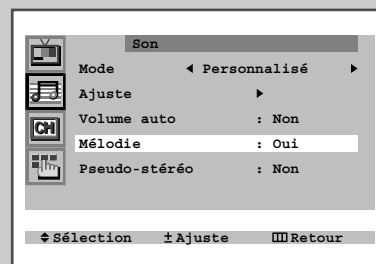 Son
Mode ◀ Personnalisé ▶
Ajuste ▶
Volume auto : Non
CH
Mélodie : Oui
Pseudo-stéréo : Non
Sélection ± Ajuste Retour